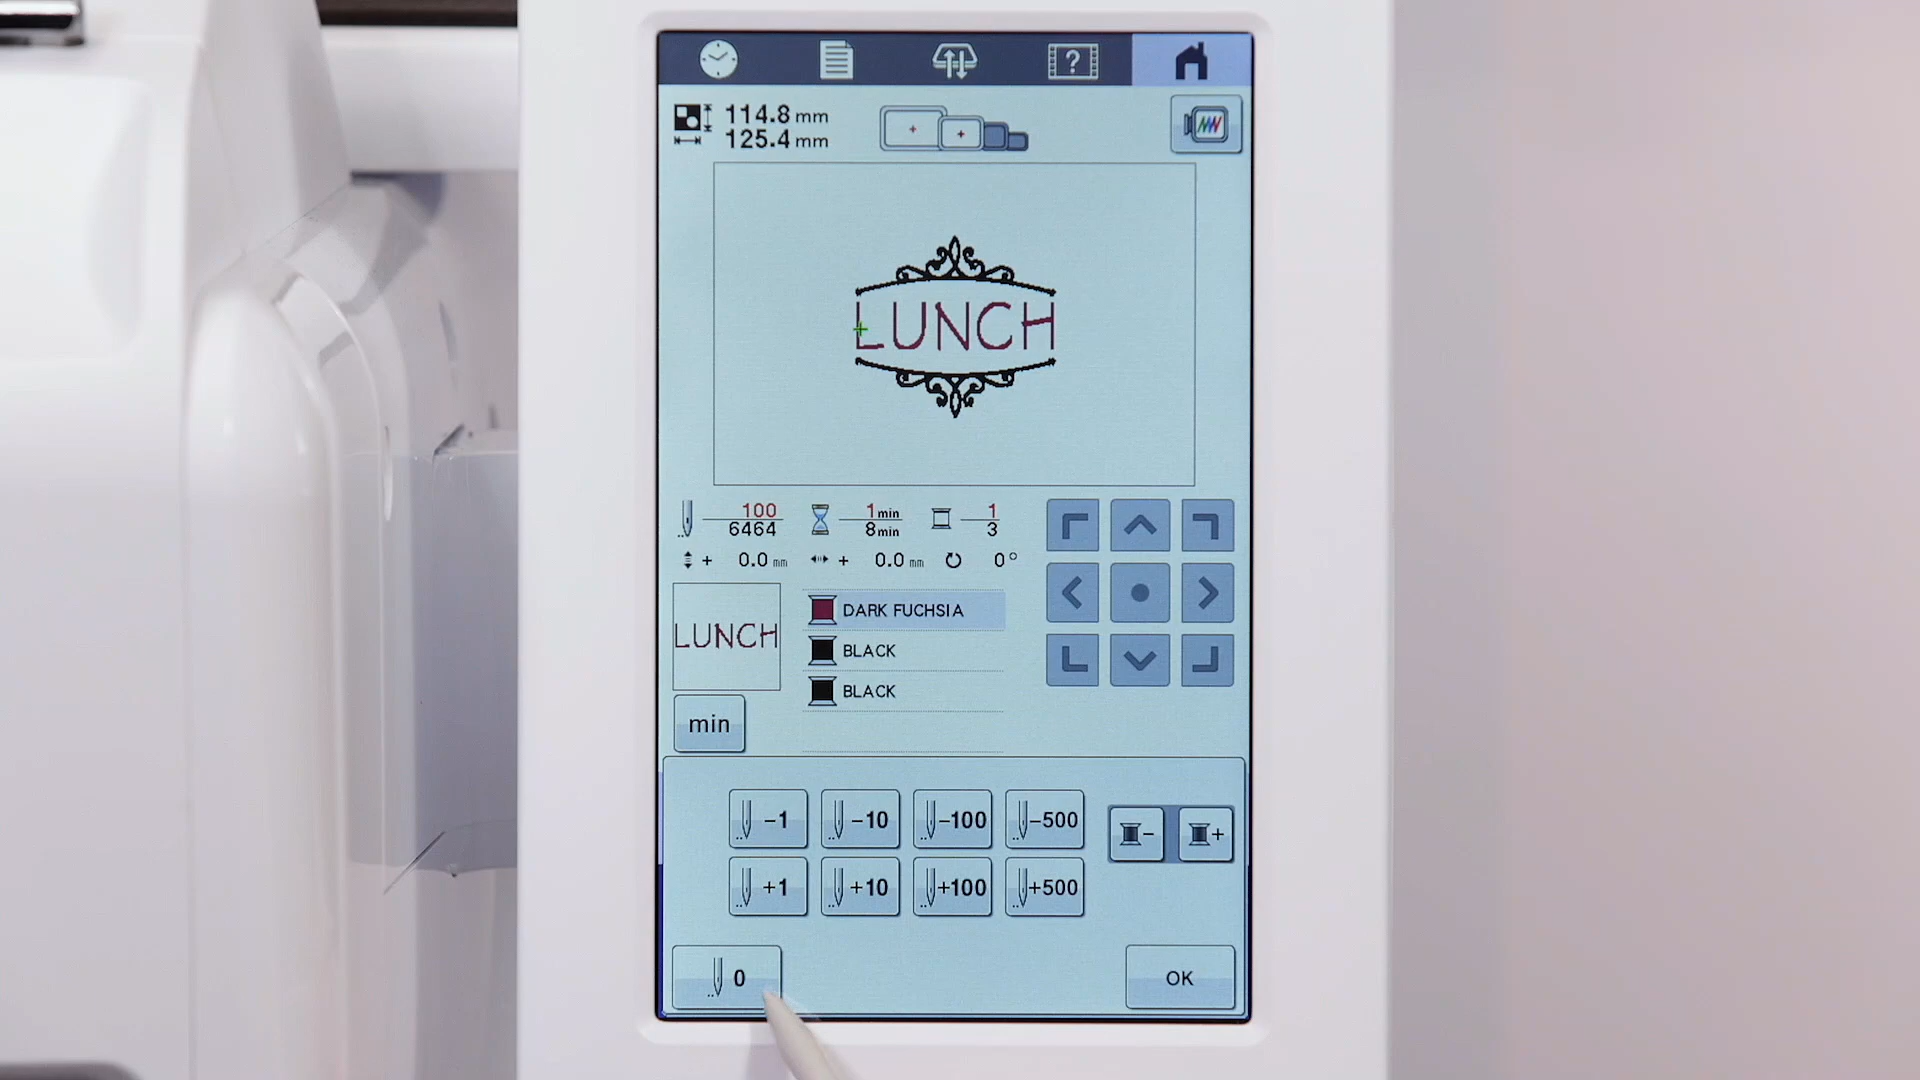 ?
114.8 mm
125.4 mm
LUNCH
100
6464
1 min
8 min
1
3
+ 0.0 mm + 0.0 mm 0°
LUNCH
DARK FUCHSIA
BLACK
BLACK
min
-1 -10 -100 -500 -
+1 +10 +100 +500 +
0
OK